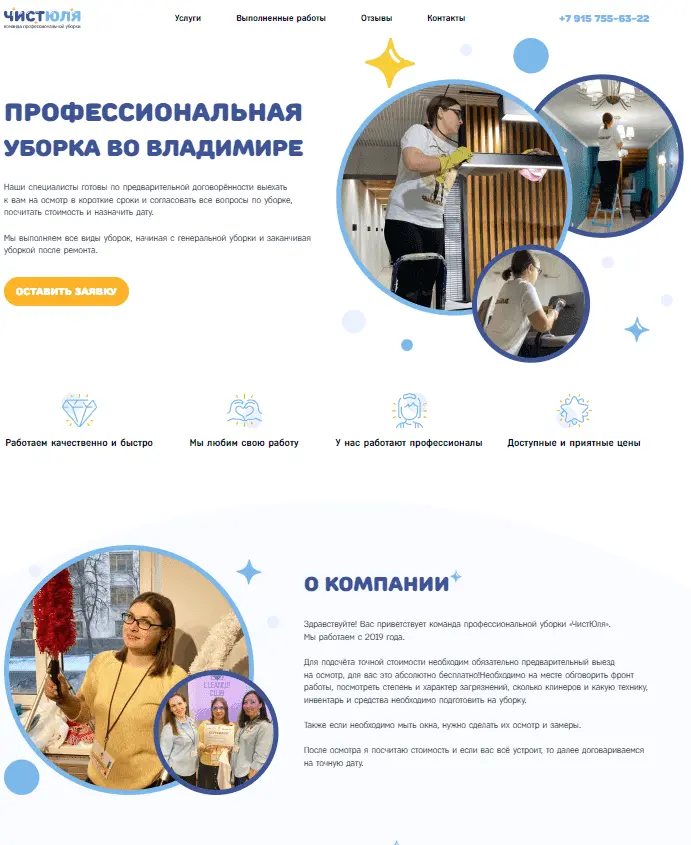 ЧИСТЮЛЯ
команда профессиональной уборки
Услуги
Выполненные работы
Отзывы
Контакты
+7 915 755-63-22
ПРОФЕССИОНАЛЬНАЯ
УБОРКА ВО ВЛАДИМИРЕ
Наши специалисты готовы по предварительной договорённости выехать
к вам на осмотр в короткие сроки и согласовать все вопросы по уборке,
посчитать стоимость и назначить дату.
Мы выполняем все виды уборок, начиная с генеральной уборки и заканчивая
уборкой после ремонта.
ОСТАВИТЬ ЗАЯВКУ
Работаем качественно и быстро
Мы любим свою работу
У нас работают профессионалы
Доступные и приятные цены
О КОМПАНИИ
Здравствуйте! Вас приветствует команда профессиональной уборки «ЧистЮля».
Мы работаем с 2019 года.
Для подсчёта точной стоимости необходим обязательно предварительный выезд
на осмотр, для вас это абсолютно бесплатно!Необходимо на месте обговорить фронт
работы, посмотреть степень и характер загрязнений, сколько клинеров и какую технику,
инвентарь и средства необходимо подготовить на уборку.
Также если необходимо мыть окна, нужно сделать их осмотр и замеры.
После осмотра я посчитаю стоимость и если вас всё устроит, то далее договариваемся
на точную дату.
CLEANUP
CLUB